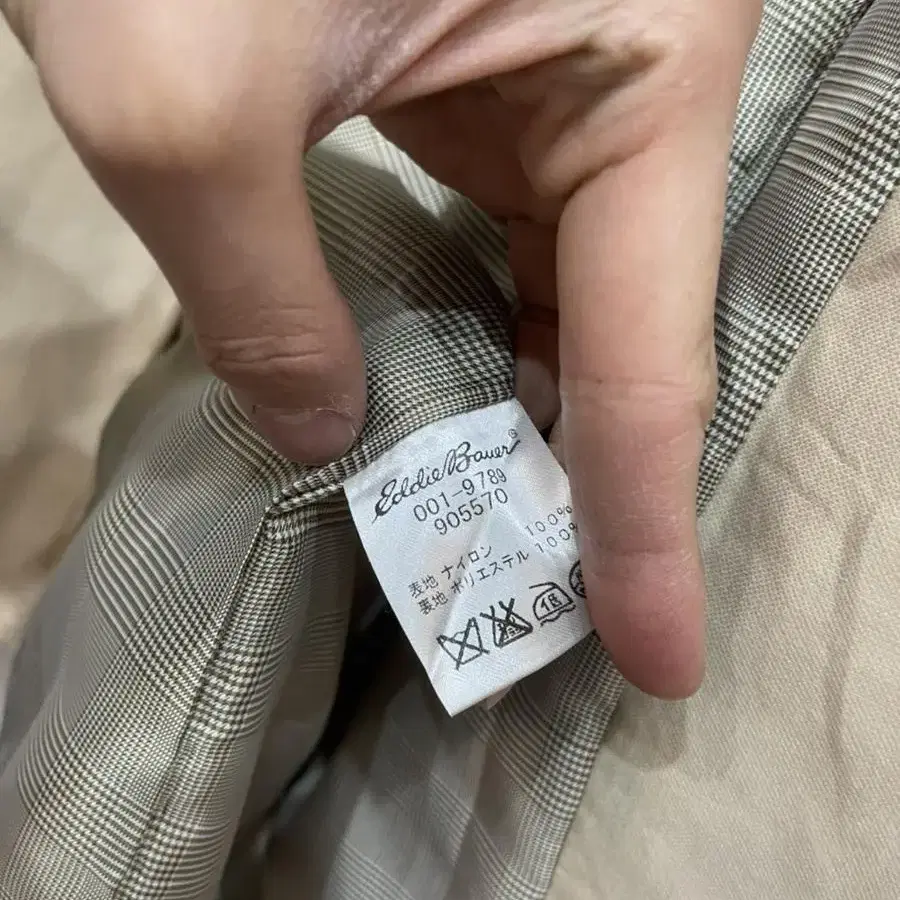 Eddie Bauer®
001-9789
905570
表地 ナイロン 100%
裏地 ポリエステル 100%
低